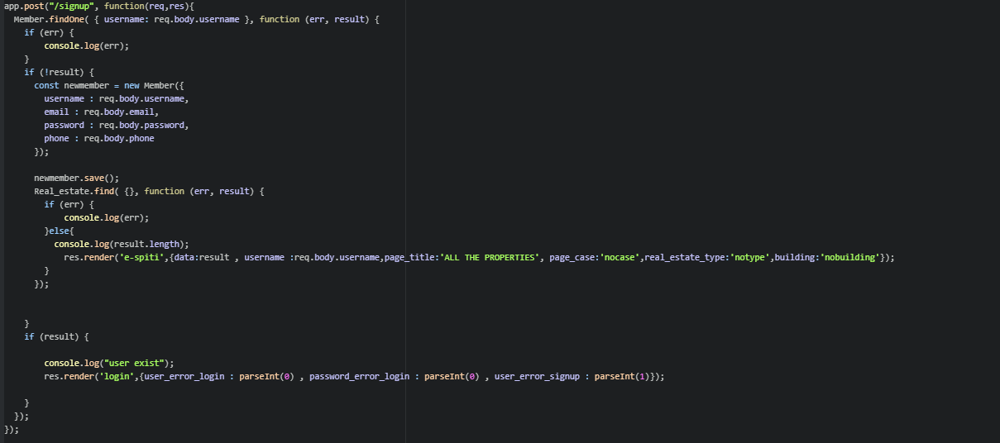 app.post("/signup", function(req,res){
  Member.findOne( { username: req.body.username }, function (err, result) {
    if (err) {
        console.log(err);
    }
    if (!result) {
      const newmember = new Member({
        username : req.body.username,
        email : req.body.email,
        password : req.body.password,
        phone : req.body.phone
      });
      newmember.save();
      Real_estate.find( {}, function (err, result) {
        if (err) {
            console.log(err);
        }else{
          console.log(result.length);
            res.render('e-spiti',{data:result , username :req.body.username,page_title:'ALL THE PROPERTIES', page_case:'nocase',real_estate_type:'notype',building:'nobuilding'});
        }
      });
    }
    if (result) {
        console.log("user exist");
        res.render('login',{user_error_login : parseInt(0) , password_error_login : parseInt(0) , user_error_signup : parseInt(1)});
    }
  });
});